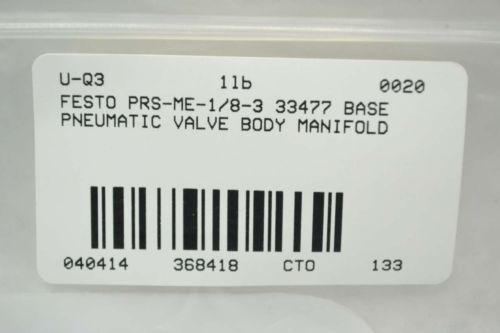 U-Q3 1lb 0020
FESTO PRS-ME-1/8-3 33477 BASE
PNEUMATIC VALVE BODY MANIFOLD
040414 368418 CTO 133